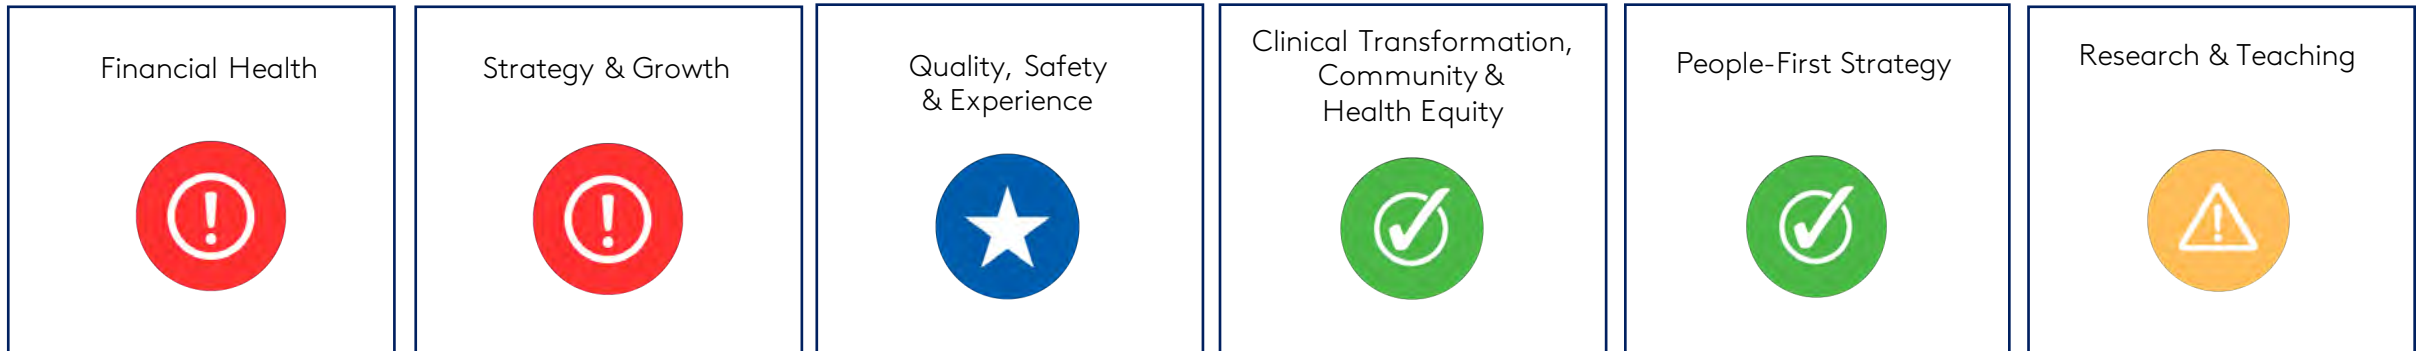 Financial Health
Strategy & Growth
Quality, Safety
& Experience
Clinical Transformation,
Community &
Health Equity
People-First Strategy
Research & Teaching